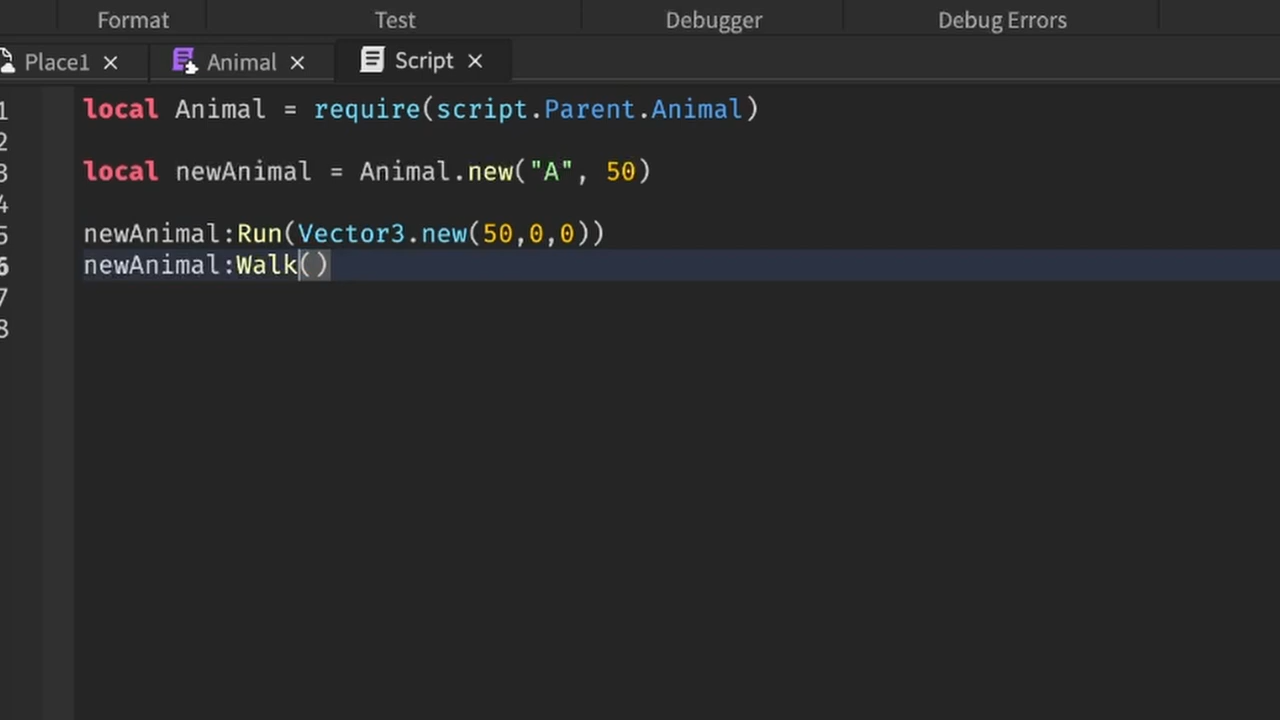 Format Test Debugger Debug Errors
Place1 Animal Script
1 local Animal = require(script.Parent.Animal)
2
3 local newAnimal = Animal.new("A", 50)
4
5 newAnimal:Run(Vector3.new(50,0,0))
6 newAnimal:Walk()
7
8